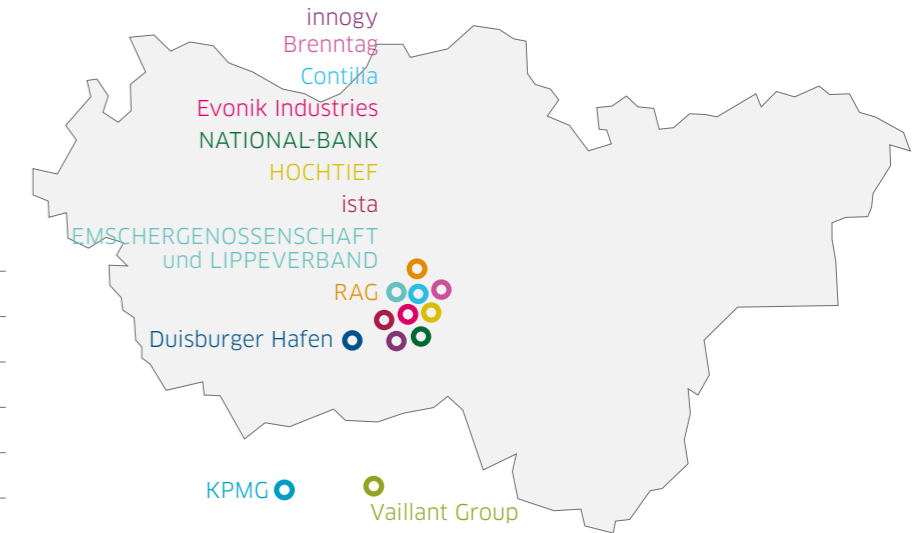 innogy
Brenntag
Contilia
Evonik Industries
NATIONAL-BANK
HOCHTIEF
ista
EMSCHERGENOSSENSCHAFT
und LIPPEVERBAND
RAG
Duisburger Hafen
KPMG
Vaillant Group